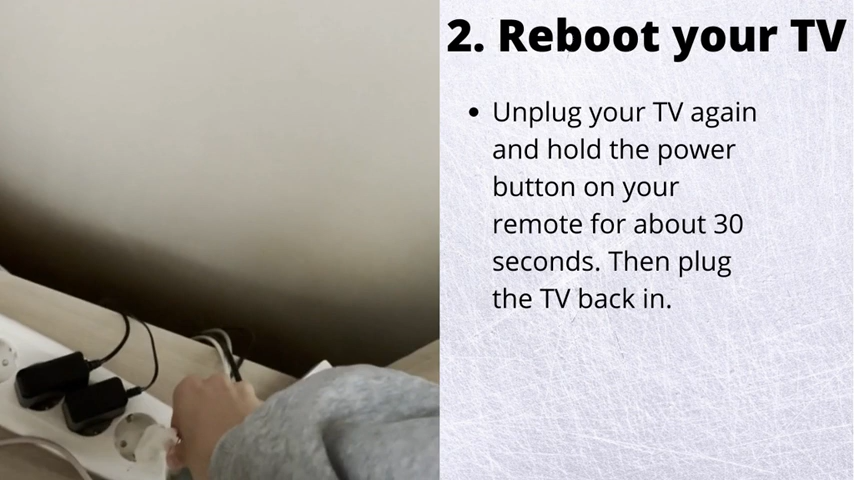 2. Reboot your TV
• Unplug your TV again
and hold the power
button on your
remote for about 30
seconds. Then plug
the TV back in.